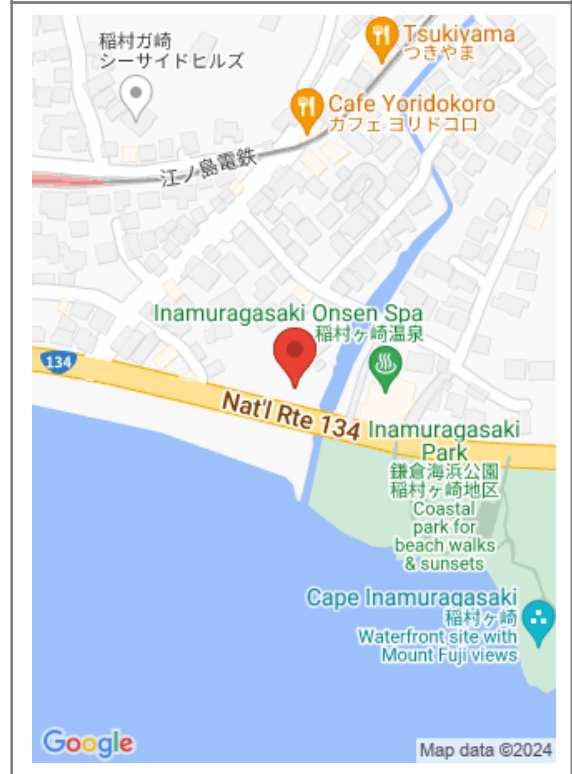 稲村ガ崎
シーサイドヒルズ
Tsukiyama
つきやま
Cafe Yoridokoro
カフェ ヨリドコロ
江ノ島電鉄
Inamuragasaki Onsen Spa
稲村ヶ崎温泉
134
Nat'l Rte 134
Inamuragasaki
Park
鎌倉海浜公園
稲村ヶ崎地区
Coastal
park for
beach walks
& sunsets
Cape Inamuragasaki
稲村ヶ崎
Waterfront site with
Mount Fuji views
Google
Map data ©2024